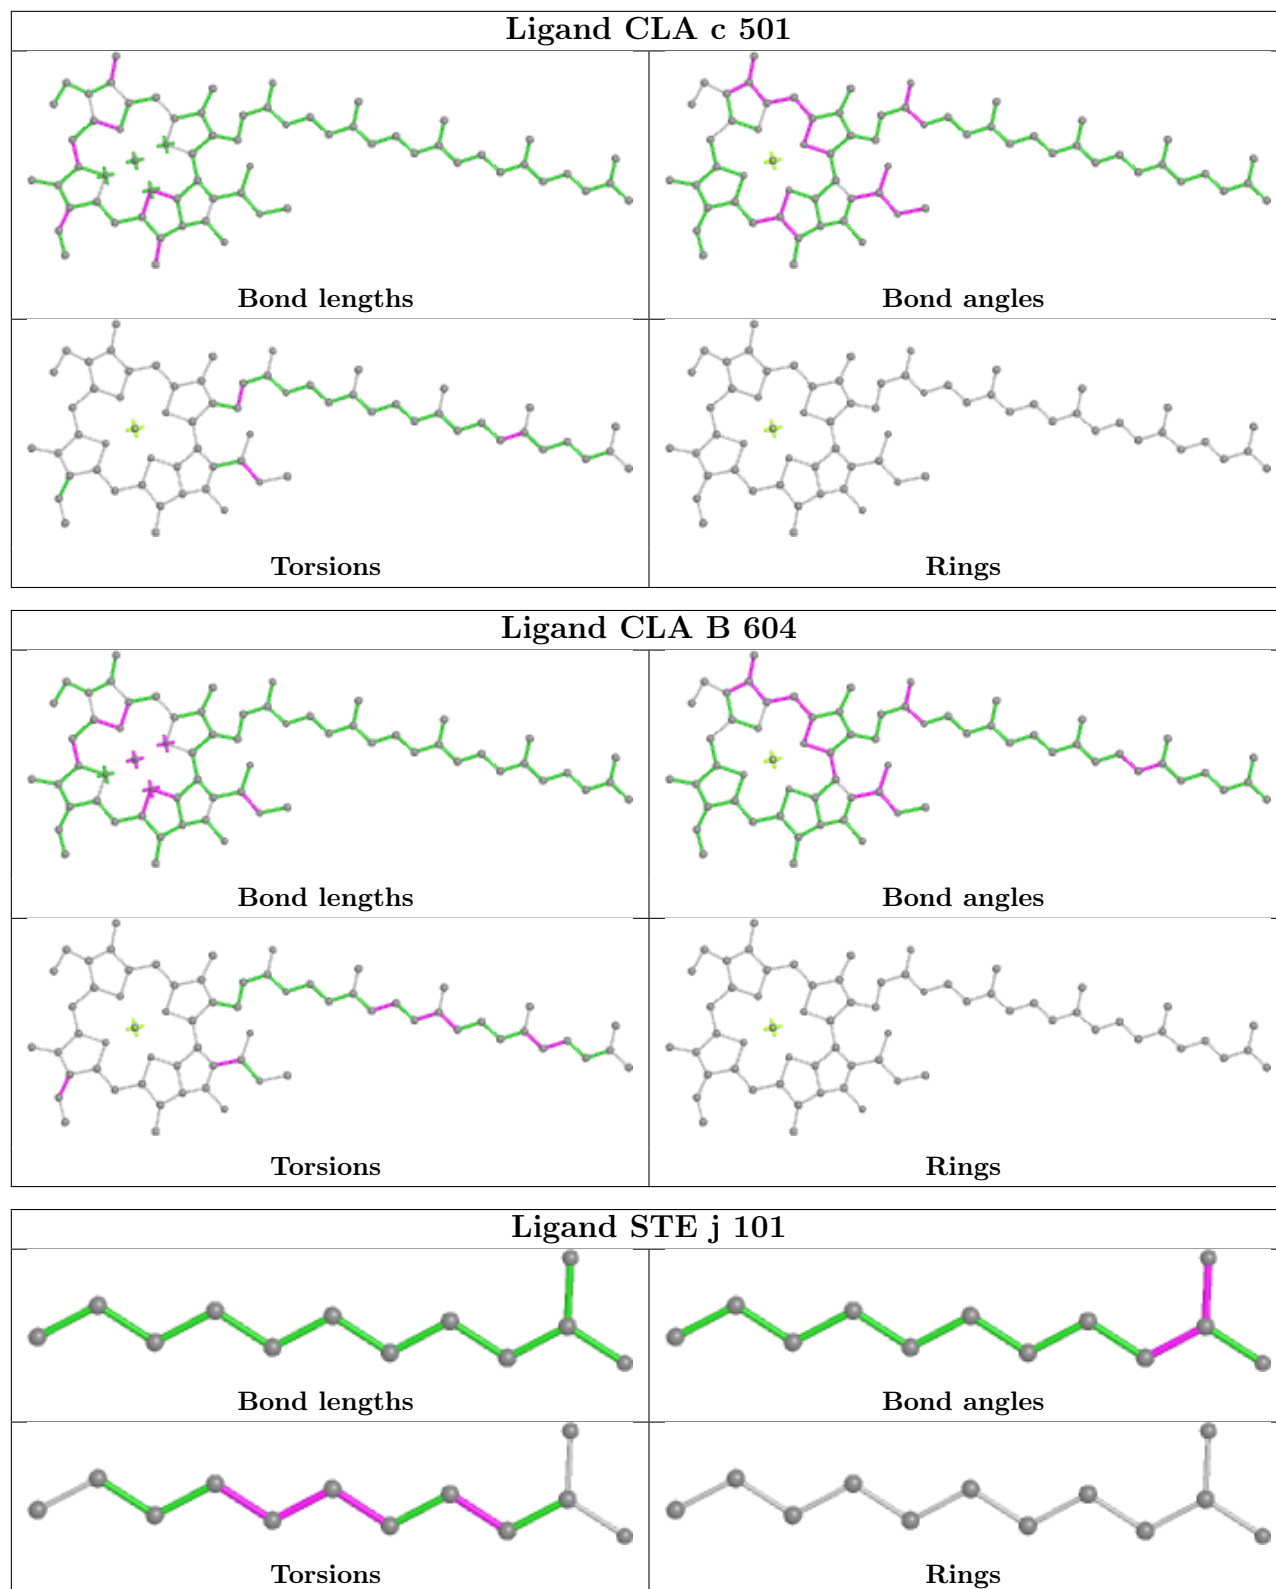 Ligand CLA c 501
Bond lengths
Bond angles
Torsions
Rings
Ligand CLA B 604
Bond lengths
Bond angles
Torsions
Rings
Ligand STE j 101
Bond lengths
Bond angles
Torsions
Rings